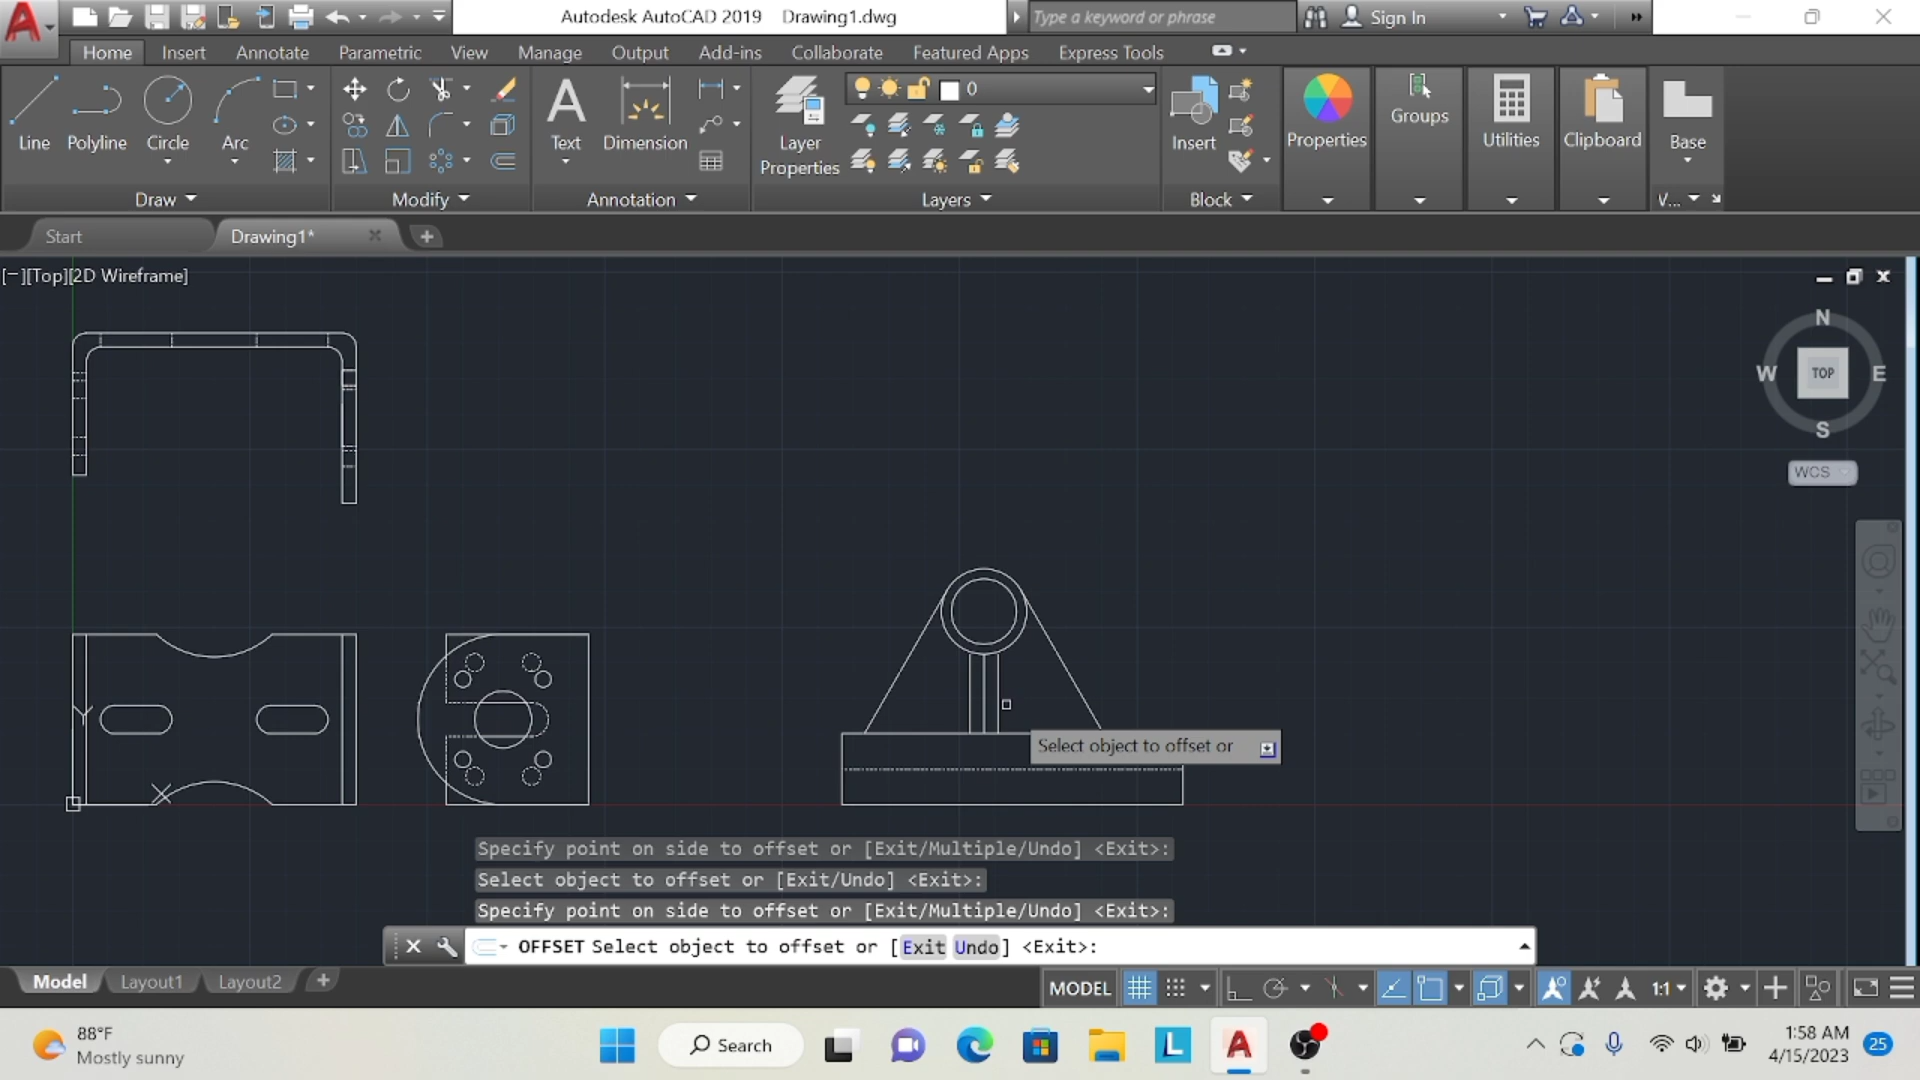 Autodesk AutoCAD 2019 Drawing1.dwg
Type a keyword or phrase
Sign In
Home Insert Annotate Parametric View Manage Output Add-ins Collaborate Featured Apps Express Tools
0
Line Polyline Circle Arc
Text Dimension
Layer Properties
Insert
Properties
Groups
Utilities
Clipboard
Base
Draw Modify Annotation Layers Block V...
Start Drawing1*
[−][Top][2D Wireframe]
N
W TOP E
S
WCS
Y
X
Select object to offset or
Specify point on side to offset or [Exit/Multiple/Undo] <Exit>:
Select object to offset or [Exit/Undo] <Exit>:
Specify point on side to offset or [Exit/Multiple/Undo] <Exit>:
OFFSET Select object to offset or [Exit Undo] <Exit>:
Model Layout1 Layout2
MODEL 1:1
88°F
Mostly sunny
Search
1:58 AM
4/15/2023
25